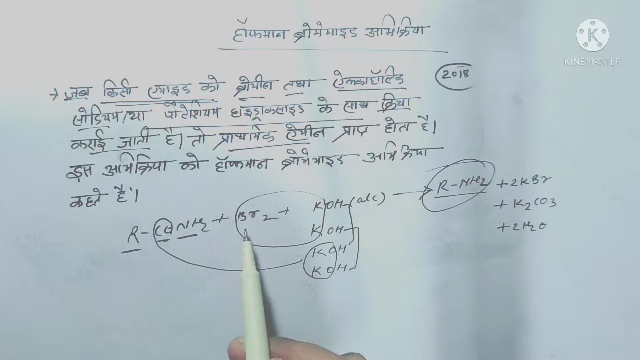 हॉफमान ब्रोमेमाइड अभिक्रिया
KINEMASTER
→ जब किसी एमाइड को ब्रोमीन तथा ऐल्कोहॉलिक (2018)
सोडियम/या पोटेशियम हाइड्राक्साइड के साथ क्रिया
कराई जाती है। तो प्राथमिक ऐमीन प्राप्त होता है।
इस अभिक्रिया को हॉफमान ब्रोमेमाइड अभिक्रिया
कहते हैं।
R-CONH2 + Br2 + KOH (alc) → R-NH2 + 2KBr
KOH + K2CO3
KOH + 2H2O
KOH